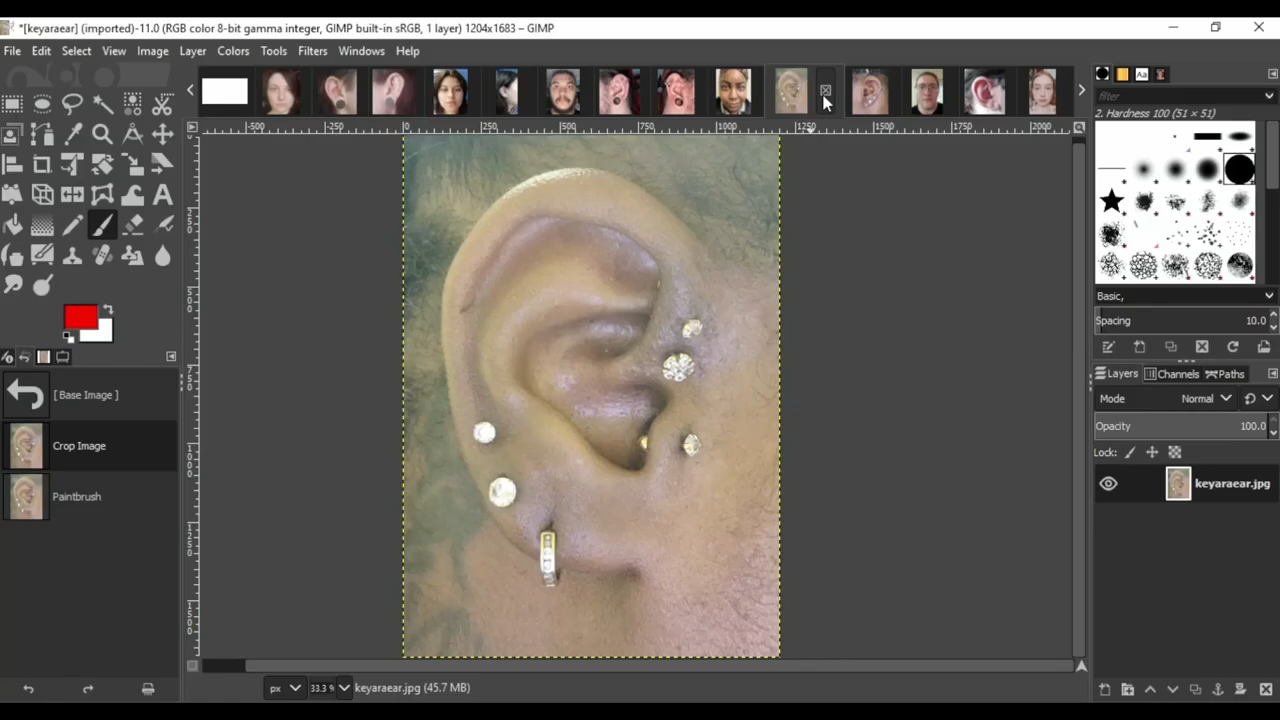 *[keyaraear] (imported)-11.0 (RGB color 8-bit gamma integer, GIMP built-in sRGB, 1 layer) 1204x1683 – GIMP
File Edit Select View Image Layer Colors Filters Tools Windows Help
-500 -250 0 250 500 750 1000 1250 1500 1750 2000
filter
2. Hardness 100 (51 × 51)
Basic,
Spacing 10.0
Layers Channels Paths
[ Base Image ]
Mode Normal
Opacity 100.0
Crop Image
Lock:
keyaraear.jpg
Paintbrush
px 33.3 % keyaraear.jpg (45.7 MB)